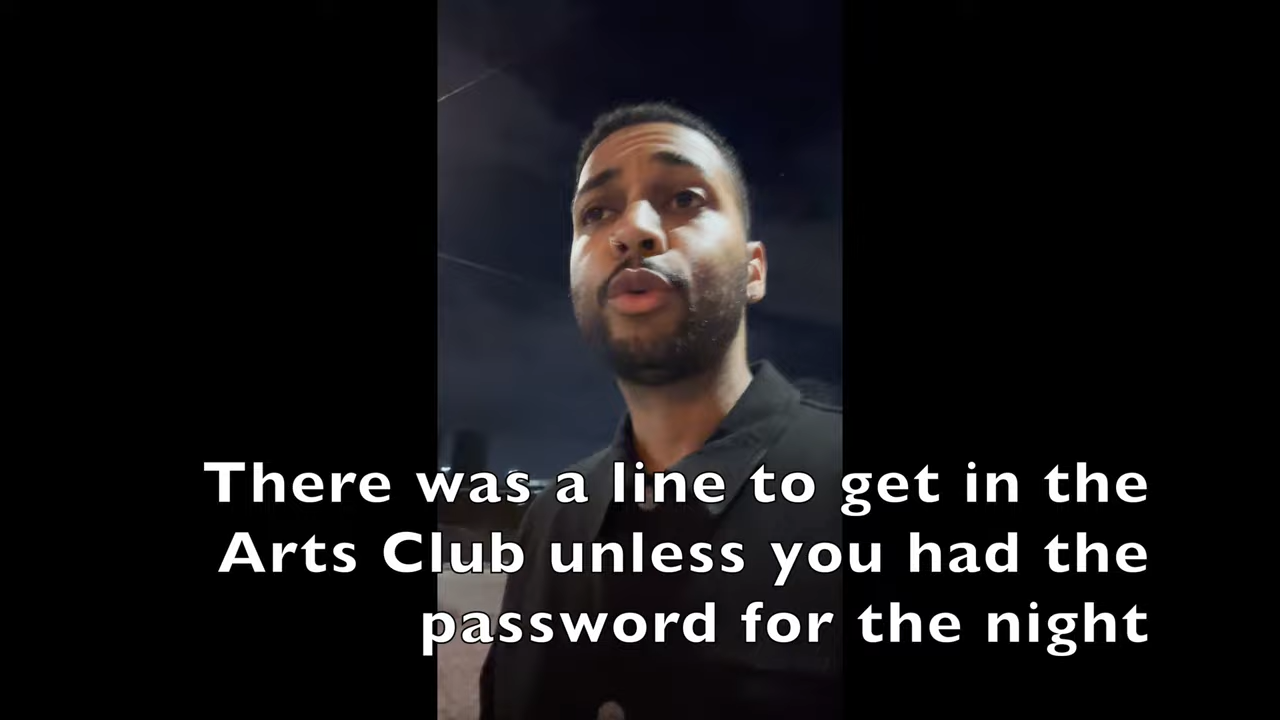 There was a line to get in the
Arts Club unless you had the
password for the night